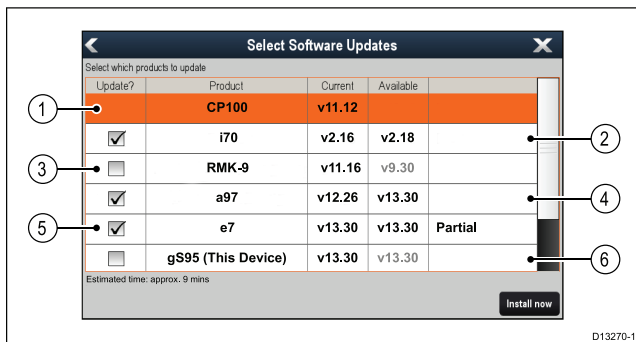 Select Software Updates
Select which products to update
Update? Product Current Available
1 CP100 v11.12
i70 v2.16 v2.18 2
3 RMK-9 v11.16 v9.30
a97 v12.26 v13.30 4
5 e7 v13.30 v13.30 Partial
gS95 (This Device) v13.30 v13.30 6
Estimated time: approx. 9 mins
Install now
D13270-1